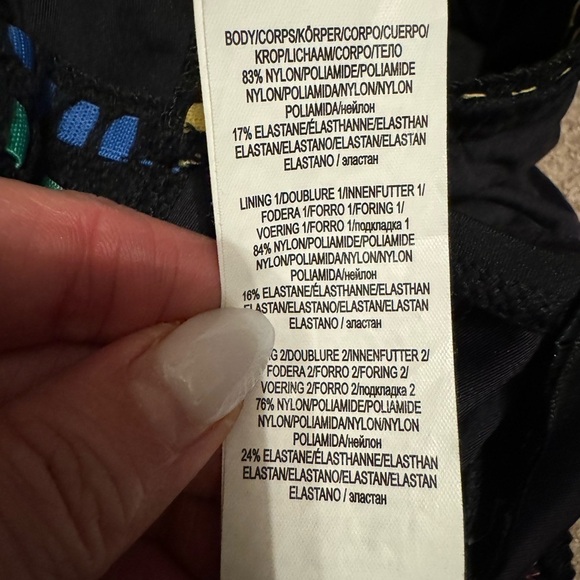 BODY/CORPS/KÖRPER/CORPO/CUERPO/
KROP/LICHAAM/CORPO/ТЕЛО
83% NYLON/POLIAMIDE/POLIAMIDE
NYLON/POLIAMIDA/NYLON/NYLON
POLIAMIDA/нейлон
17% ELASTANE/ÉLASTHANNE/ELASTHAN
ELASTAN/ELASTANO/ELASTAN/ELASTAN
ELASTANO / эластан
LINING 1/DOUBLURE 1/INNENFUTTER 1/
FODERA 1/FORRO 1/FORING 1/
VOERING 1/FORRO 1/подкладка 1
84% NYLON/POLIAMIDE/POLIAMIDE
NYLON/POLIAMIDA/NYLON/NYLON
POLIAMIDA/нейлон
16% ELASTANE/ÉLASTHANNE/ELASTHAN
ELASTAN/ELASTANO/ELASTAN/ELASTAN
ELASTANO / эластан
G 2/DOUBLURE 2/INNENFUTTER 2/
FODERA 2/FORRO 2/FORING 2/
VOERING 2/FORRO 2/подкладка 2
76% NYLON/POLIAMIDE/POLIAMIDE
NYLON/POLIAMIDA/NYLON/NYLON
POLIAMIDA/нейлон
24% ELASTANE/ÉLASTHANNE/ELASTHAN
ELASTAN/ELASTANO/ELASTAN/ELASTAN
ELASTANO / эластан